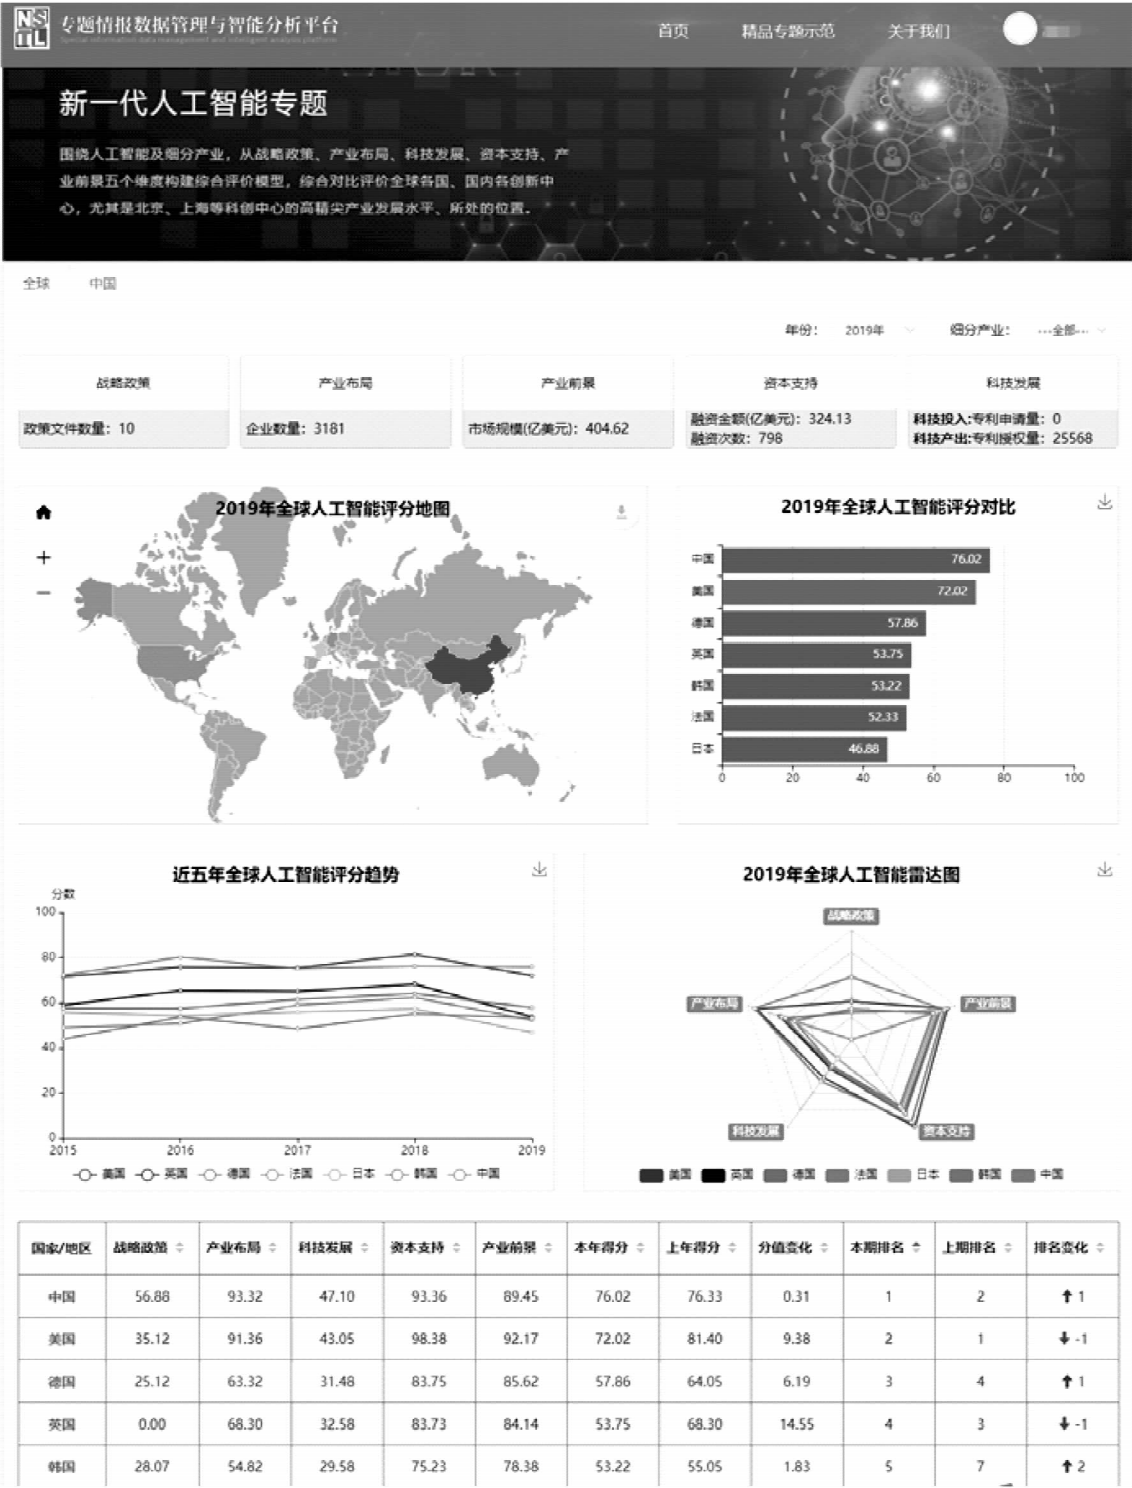 NSTL 专题情报数据管理与智能分析平台
Special information data management and intelligent analysis platform
首页 精品专题示范 关于我们
新一代人工智能专题
围绕人工智能及细分产业，从战略政策、产业布局、科技发展、资本支持、产
业前景五个维度构建综合评价模型，综合对比评价全球各国、国内各创新中
心，尤其是北京、上海等科创中心的高精尖产业发展水平、所处的位置。
全球 中国
年份： 2019年 细分产业： ---全部---
战略政策 产业布局 产业前景 资本支持 科技发展
政策文件数量：10 企业数量：3181 市场规模(亿美元)：404.62
融资金额(亿美元)：324.13
融资次数：798
科技投入:专利申请量：0
科技产出:专利授权量：25568
2019年全球人工智能评分地图
2019年全球人工智能评分对比
中国 76.02
美国 72.02
德国 57.86
英国 53.75
韩国 53.22
法国 52.33
日本 46.88
0 20 40 60 80 100
近五年全球人工智能评分趋势
分数
100
80
60
40
20
0
2015 2016 2017 2018 2019
美国 英国 德国 法国 日本 韩国 中国
2019年全球人工智能雷达图
战略政策
产业布局 产业前景
科技发展 资本支持
美国 英国 德国 法国 日本 韩国 中国
国家/地区 战略政策 产业布局 科技发展 资本支持 产业前景 本年得分 上年得分 分值变化 本期排名 上期排名 排名变化
中国 56.88 93.32 47.10 93.36 89.45 76.02 76.33 0.31 1 2 ↑ 1
美国 35.12 91.36 43.05 98.38 92.17 72.02 81.40 9.38 2 1 ↓ -1
德国 25.12 63.32 31.48 83.75 85.62 57.86 64.05 6.19 3 4 ↑ 1
英国 0.00 68.30 32.58 83.73 84.14 53.75 68.30 14.55 4 3 ↓ -1
韩国 28.07 54.82 29.58 75.23 78.38 53.22 55.05 1.83 5 7 ↑ 2